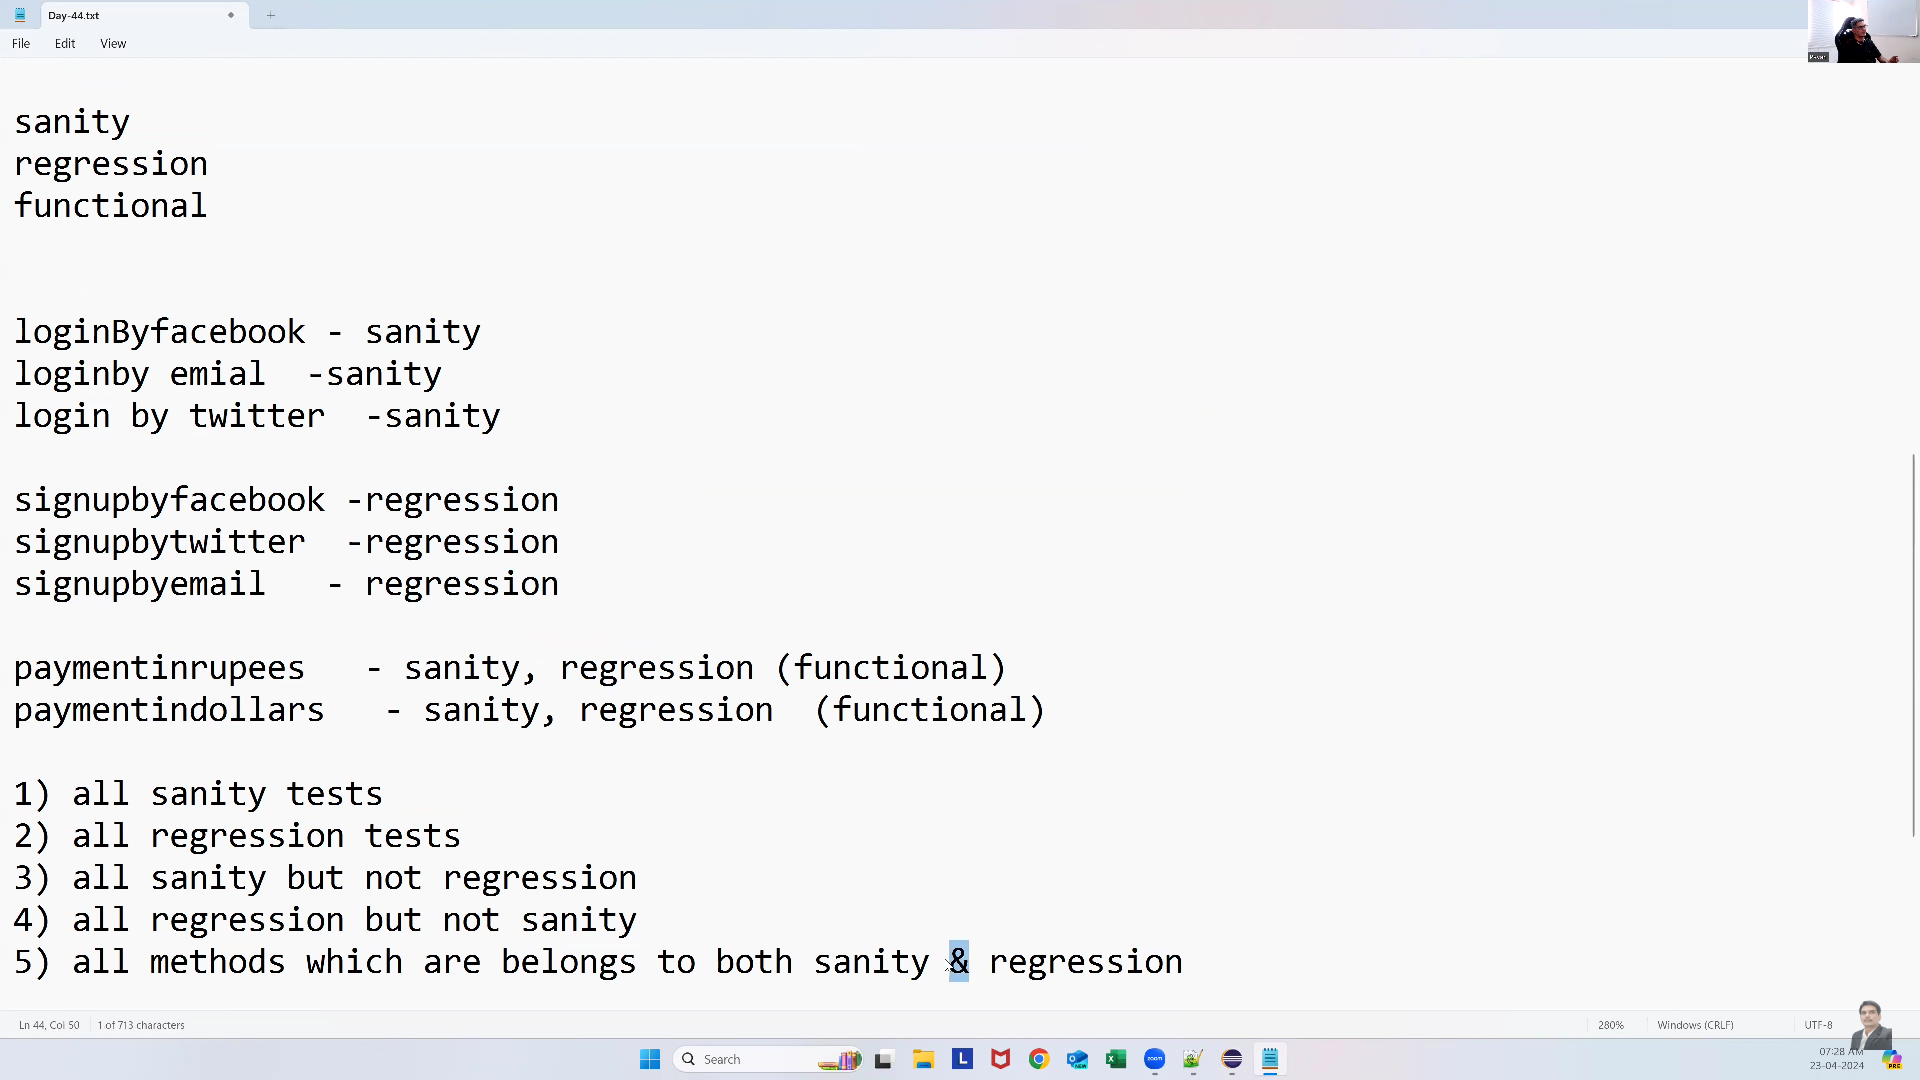 Day-44.txt
File Edit View
sanity
regression
functional
loginByfacebook - sanity
loginby emial  -sanity
login by twitter  -sanity
signupbyfacebook -regression
signupbytwitter  -regression
signupbyemail   - regression
paymentinrupees   - sanity, regression (functional)
paymentindollars   - sanity, regression  (functional)
1) all sanity tests
2) all regression tests
3) all sanity but not regression
4) all regression but not sanity
5) all methods which are belongs to both sanity & regression
Ln 44, Col 50 1 of 713 characters 280% Windows (CRLF) UTF-8
Search
07:28 AM
23-04-2024